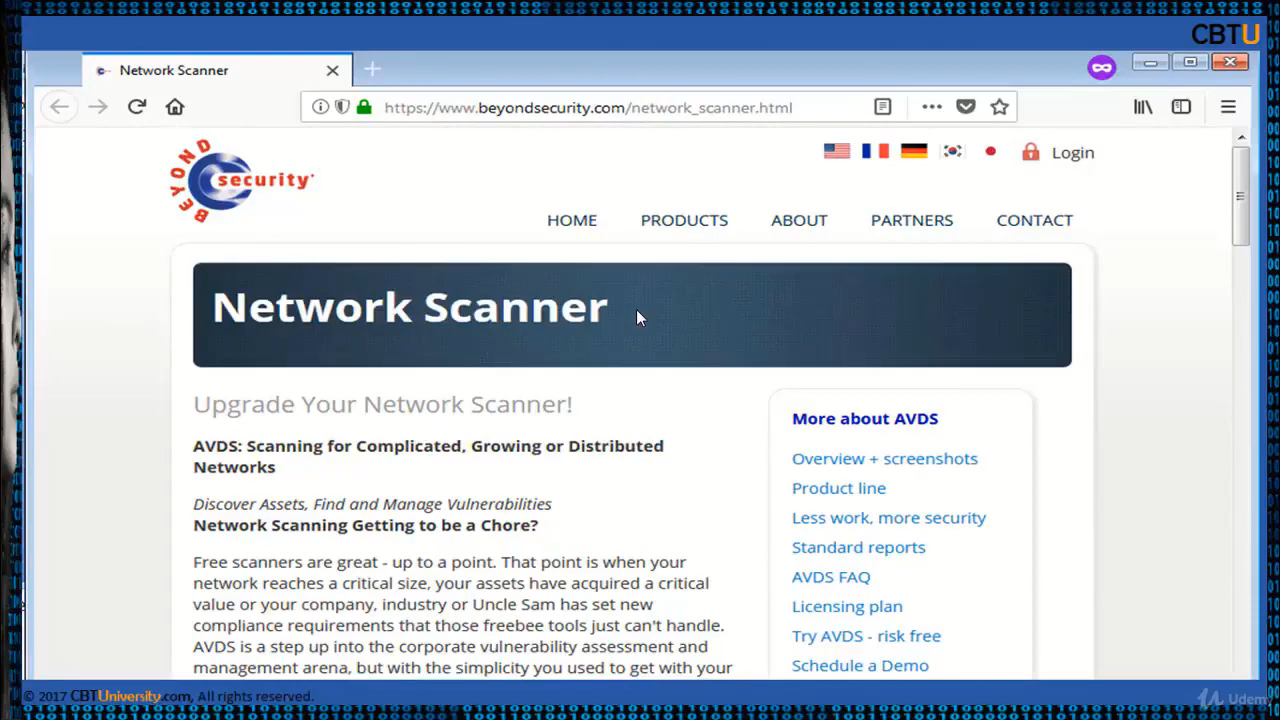 CBTU
Network Scanner
https://www.beyondsecurity.com/network_scanner.html
BEYOND
security
Login
HOME PRODUCTS ABOUT PARTNERS CONTACT
Network Scanner
Upgrade Your Network Scanner!
AVDS: Scanning for Complicated, Growing or Distributed
Networks
Discover Assets, Find and Manage Vulnerabilities
Network Scanning Getting to be a Chore?
Free scanners are great - up to a point. That point is when your
network reaches a critical size, your assets have acquired a critical
value or your company, industry or Uncle Sam has set new
compliance requirements that those freebee tools just can't handle.
AVDS is a step up into the corporate vulnerability assessment and
management arena, but with the simplicity you used to get with your
More about AVDS
Overview + screenshots
Product line
Less work, more security
Standard reports
AVDS FAQ
Licensing plan
Try AVDS - risk free
Schedule a Demo
© 2017 CBTUniversity.com, All rights reserved.
Udemy